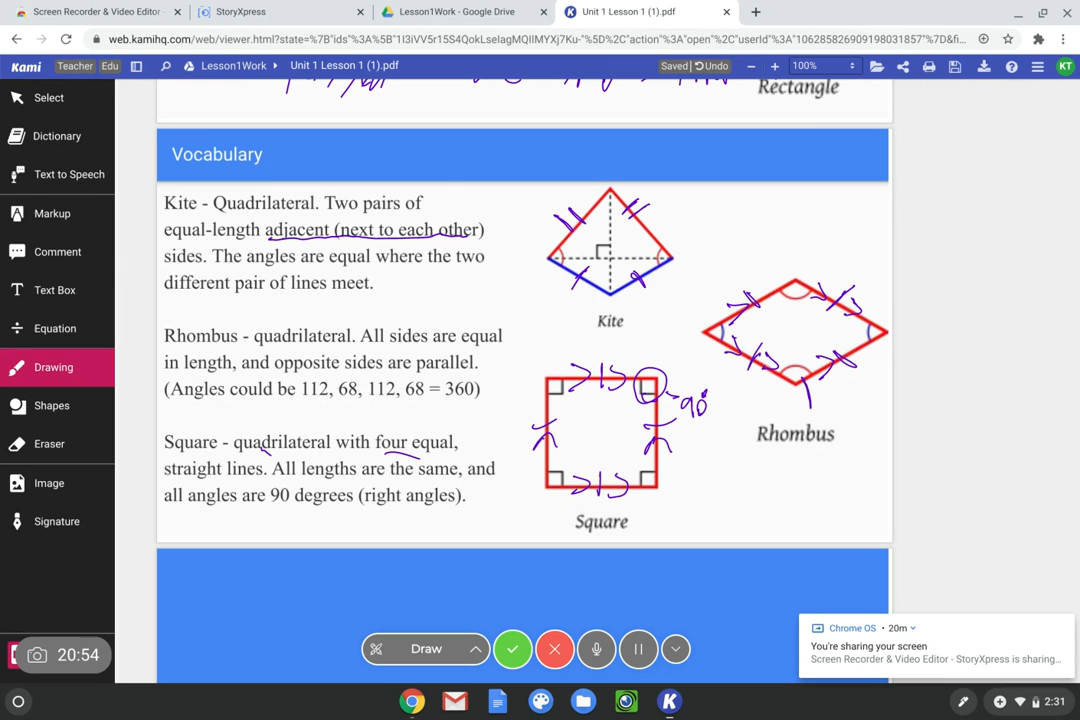 Screen Recorder & Video Editor -
StoryXpress
Lesson1Work - Google Drive
Unit 1 Lesson 1 (1).pdf
web.kamihq.com/web/viewer.html?state=%7B"ids"%3A%5B"1I3iVV5r15S4QokLseIagMQIIMYXj7Ku-"%5D%2C"action"%3A"open"%2C"userId"%3A"106285826909198031857"%7D&fi...
Kami Teacher Edu Lesson1Work Unit 1 Lesson 1 (1).pdf Saved Undo 100% KT
Select
Dictionary
Text to Speech
Markup
Comment
Text Box
Equation
Drawing
Shapes
Eraser
Image
Signature
Rectangle
Vocabulary
Kite - Quadrilateral. Two pairs of
equal-length adjacent (next to each other)
sides. The angles are equal where the two
different pair of lines meet.
Kite
Rhombus - quadrilateral. All sides are equal
in length, and opposite sides are parallel.
(Angles could be 112, 68, 112, 68 = 360)
90°
Rhombus
Square - quadrilateral with four equal,
straight lines. All lengths are the same, and
all angles are 90 degrees (right angles).
Square
20:54
Draw
Chrome OS • 20m
You're sharing your screen
Screen Recorder & Video Editor - StoryXpress is sharing...
2:31